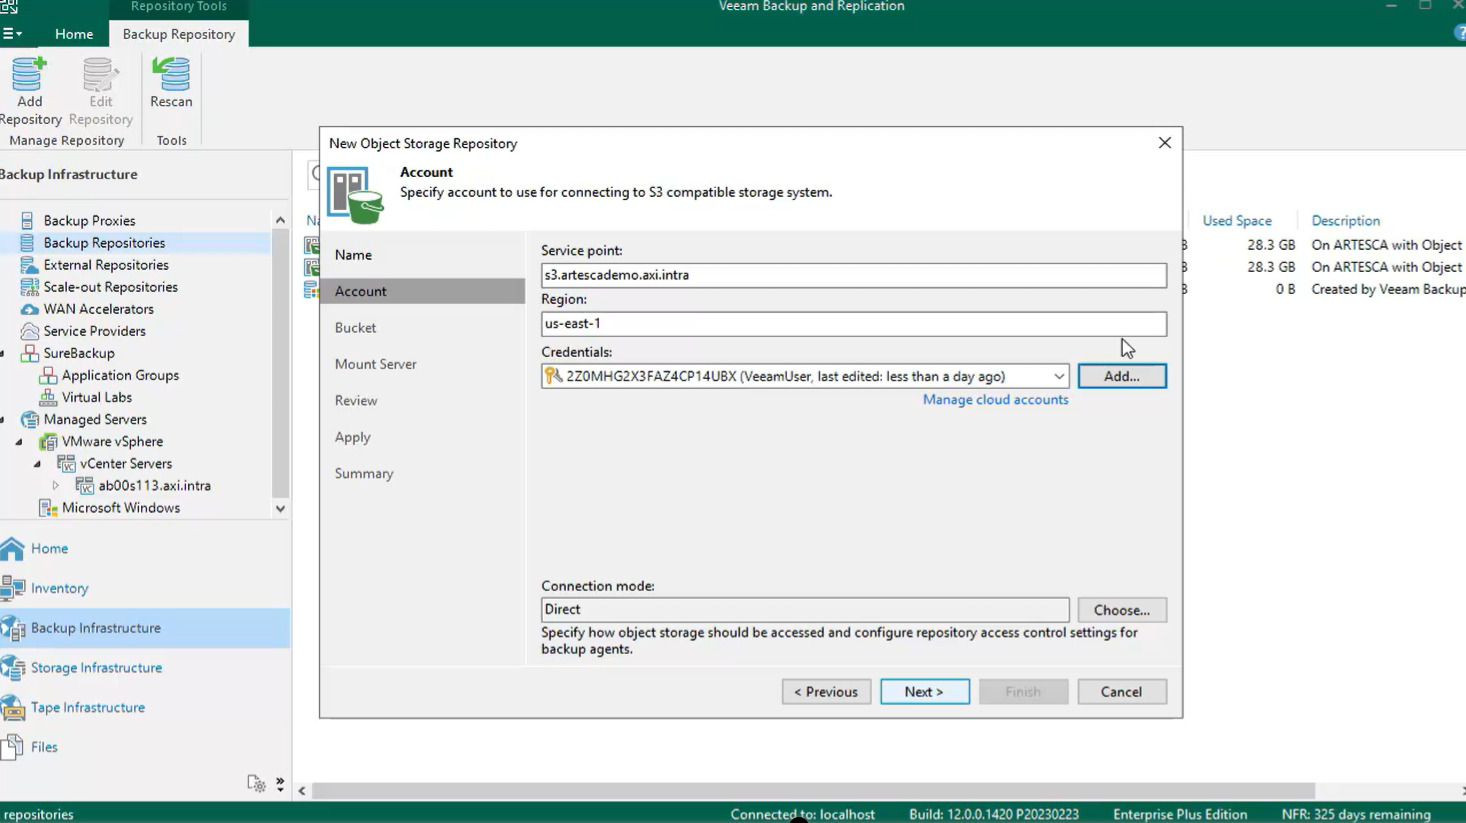 Repository Tools
Veeam Backup and Replication
Home
Backup Repository
Add
Repository
Edit
Repository
Rescan
Manage Repository
Tools
Backup Infrastructure
Backup Proxies
Backup Repositories
External Repositories
Scale-out Repositories
WAN Accelerators
Service Providers
SureBackup
Application Groups
Virtual Labs
Managed Servers
VMware vSphere
vCenter Servers
ab00s113.axi.intra
Microsoft Windows
Home
Inventory
Backup Infrastructure
Storage Infrastructure
Tape Infrastructure
Files
New Object Storage Repository
Account
Specify account to use for connecting to S3 compatible storage system.
Name
Account
Bucket
Mount Server
Review
Apply
Summary
Service point:
s3.artescademo.axi.intra
Region:
us-east-1
Credentials:
2Z0MHG2X3FAZ4CP14UBX (VeeamUser, last edited: less than a day ago)
Add...
Manage cloud accounts
Connection mode:
Direct
Choose...
Specify how object storage should be accessed and configure repository access control settings for
backup agents.
< Previous
Next >
Finish
Cancel
Used Space
Description
B 28.3 GB On ARTESCA with Object
B 28.3 GB On ARTESCA with Object
B 0 B Created by Veeam Backup
repositories
Connected to: localhost
Build: 12.0.0.1420 P20230223
Enterprise Plus Edition
NFR: 325 days remaining